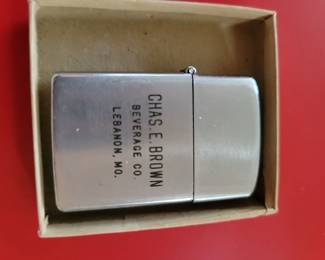 CHAS. E. BROWN
BEVERAGE CO.
LEBANON, MO.